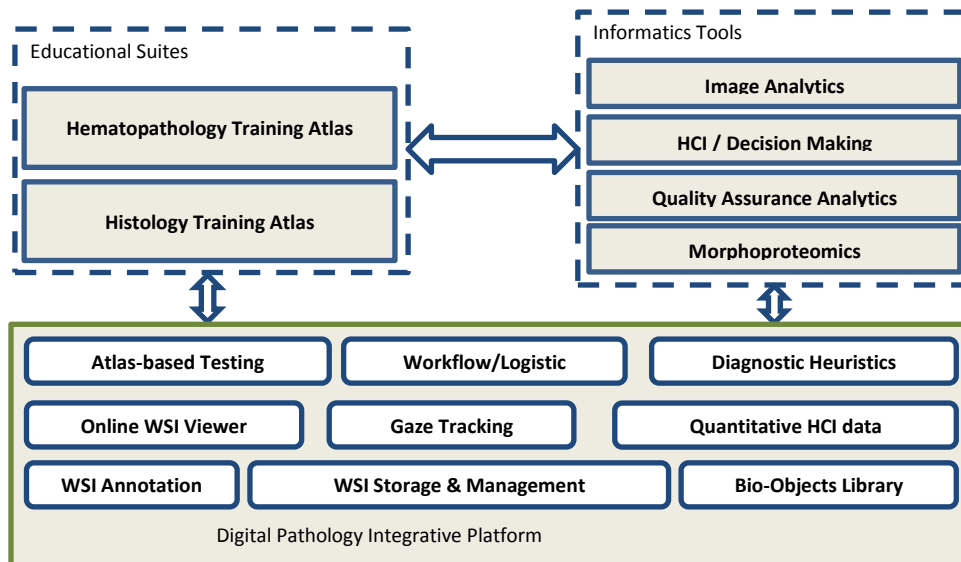 Educational Suites
Hematopathology Training Atlas
Histology Training Atlas
Informatics Tools
Image Analytics
HCI / Decision Making
Quality Assurance Analytics
Morphoproteomics
Atlas-based Testing
Workflow/Logistic
Diagnostic Heuristics
Online WSI Viewer
Gaze Tracking
Quantitative HCI data
WSI Annotation
WSI Storage & Management
Bio-Objects Library
Digital Pathology Integrative Platform